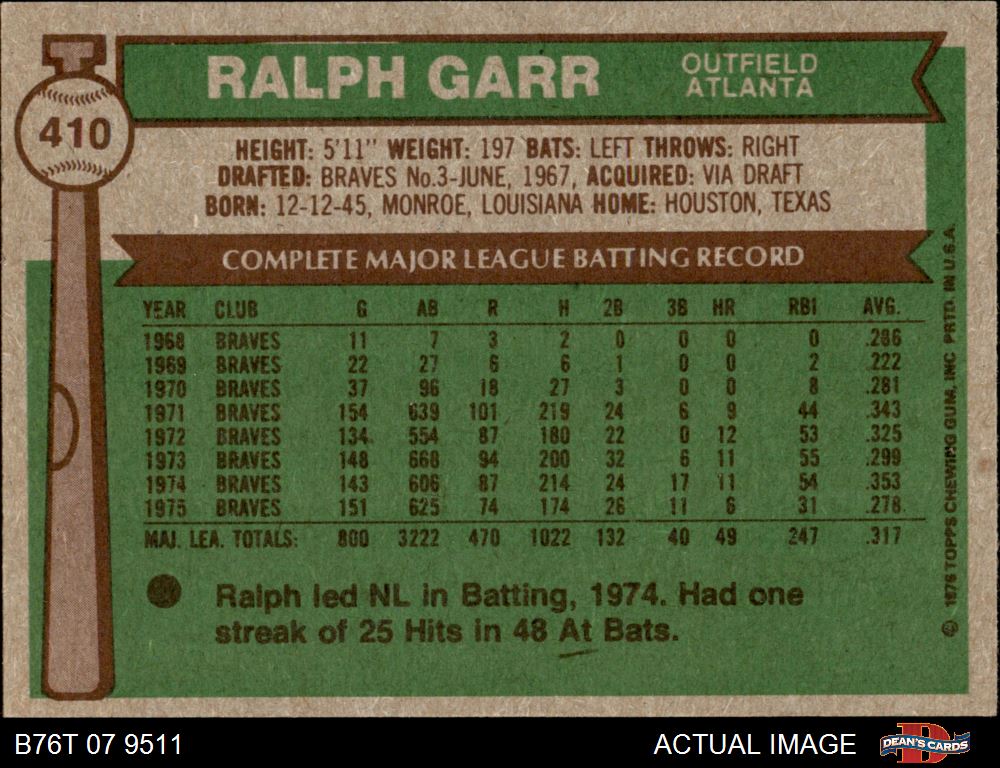 RALPH GARR
OUTFIELD
ATLANTA
410
HEIGHT: 5'11" WEIGHT: 197 BATS: LEFT THROWS: RIGHT
DRAFTED: BRAVES No.3-JUNE, 1967, ACQUIRED: VIA DRAFT
BORN: 12-12-45, MONROE, LOUISIANA HOME: HOUSTON, TEXAS
COMPLETE MAJOR LEAGUE BATTING RECORD
YEAR CLUB G AB R H 2B 3B HR RBI AVG.
1968 BRAVES 11 7 3 2 0 0 0 0 .286
1969 BRAVES 22 27 6 6 1 0 0 2 .222
1970 BRAVES 37 96 18 27 3 0 0 8 .281
1971 BRAVES 154 639 101 219 24 6 9 44 .343
1972 BRAVES 134 554 87 180 22 0 12 53 .325
1973 BRAVES 148 668 94 200 32 6 11 55 .299
1974 BRAVES 143 606 87 214 24 17 11 54 .353
1975 BRAVES 151 625 74 174 26 11 6 31 .278
MAJ. LEA. TOTALS: 800 3222 470 1022 132 40 49 247 .317
Ralph led NL in Batting, 1974. Had one
streak of 25 Hits in 48 At Bats.
© 1976 TOPPS CHEWING GUM, INC PRTD. IN U.S.A.
B76T 07 9511
ACTUAL IMAGE
D
DEAN'S CARDS